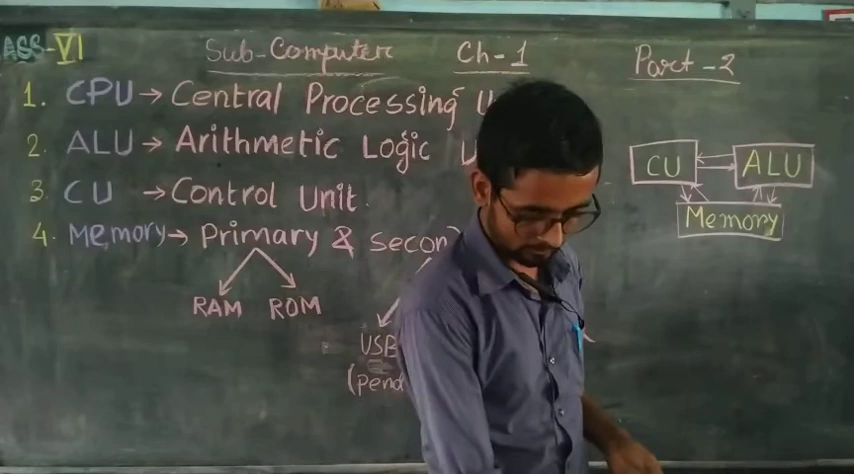 ASS-VI Sub-Computer Ch-1 Part-2
1. CPU → Central Processing U
2. ALU → Arithmetic Logic U
3 CU → Control Unit.
4. Memory → Primary & Secon
RAM ROM
USB
(pend
CU ALU
Memory